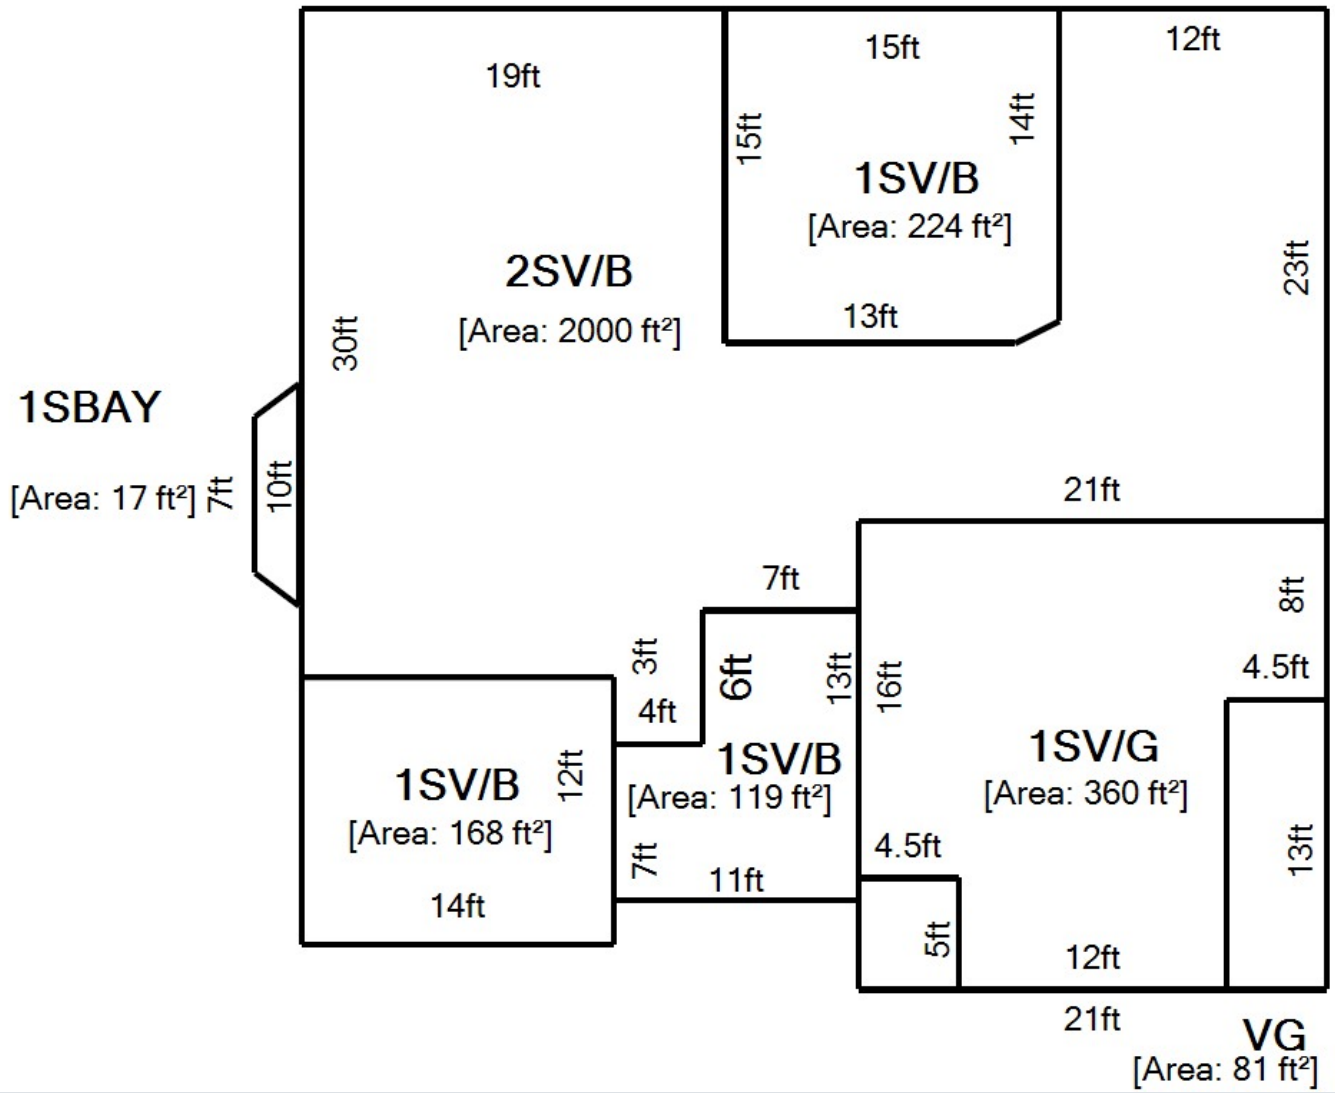 19ft
15ft
12ft
15ft
14ft
1SV/B
[Area: 224 ft²]
23ft
2SV/B
[Area: 2000 ft²]
13ft
30ft
1SBAY
[Area: 17 ft²]
7ft
10ft
21ft
7ft
8ft
3ft
6ft
13ft
16ft
4.5ft
4ft
1SV/B
[Area: 168 ft²]
12ft
1SV/B
[Area: 119 ft²]
1SV/G
[Area: 360 ft²]
7ft
4.5ft
13ft
11ft
14ft
5ft
12ft
21ft
VG
[Area: 81 ft²]